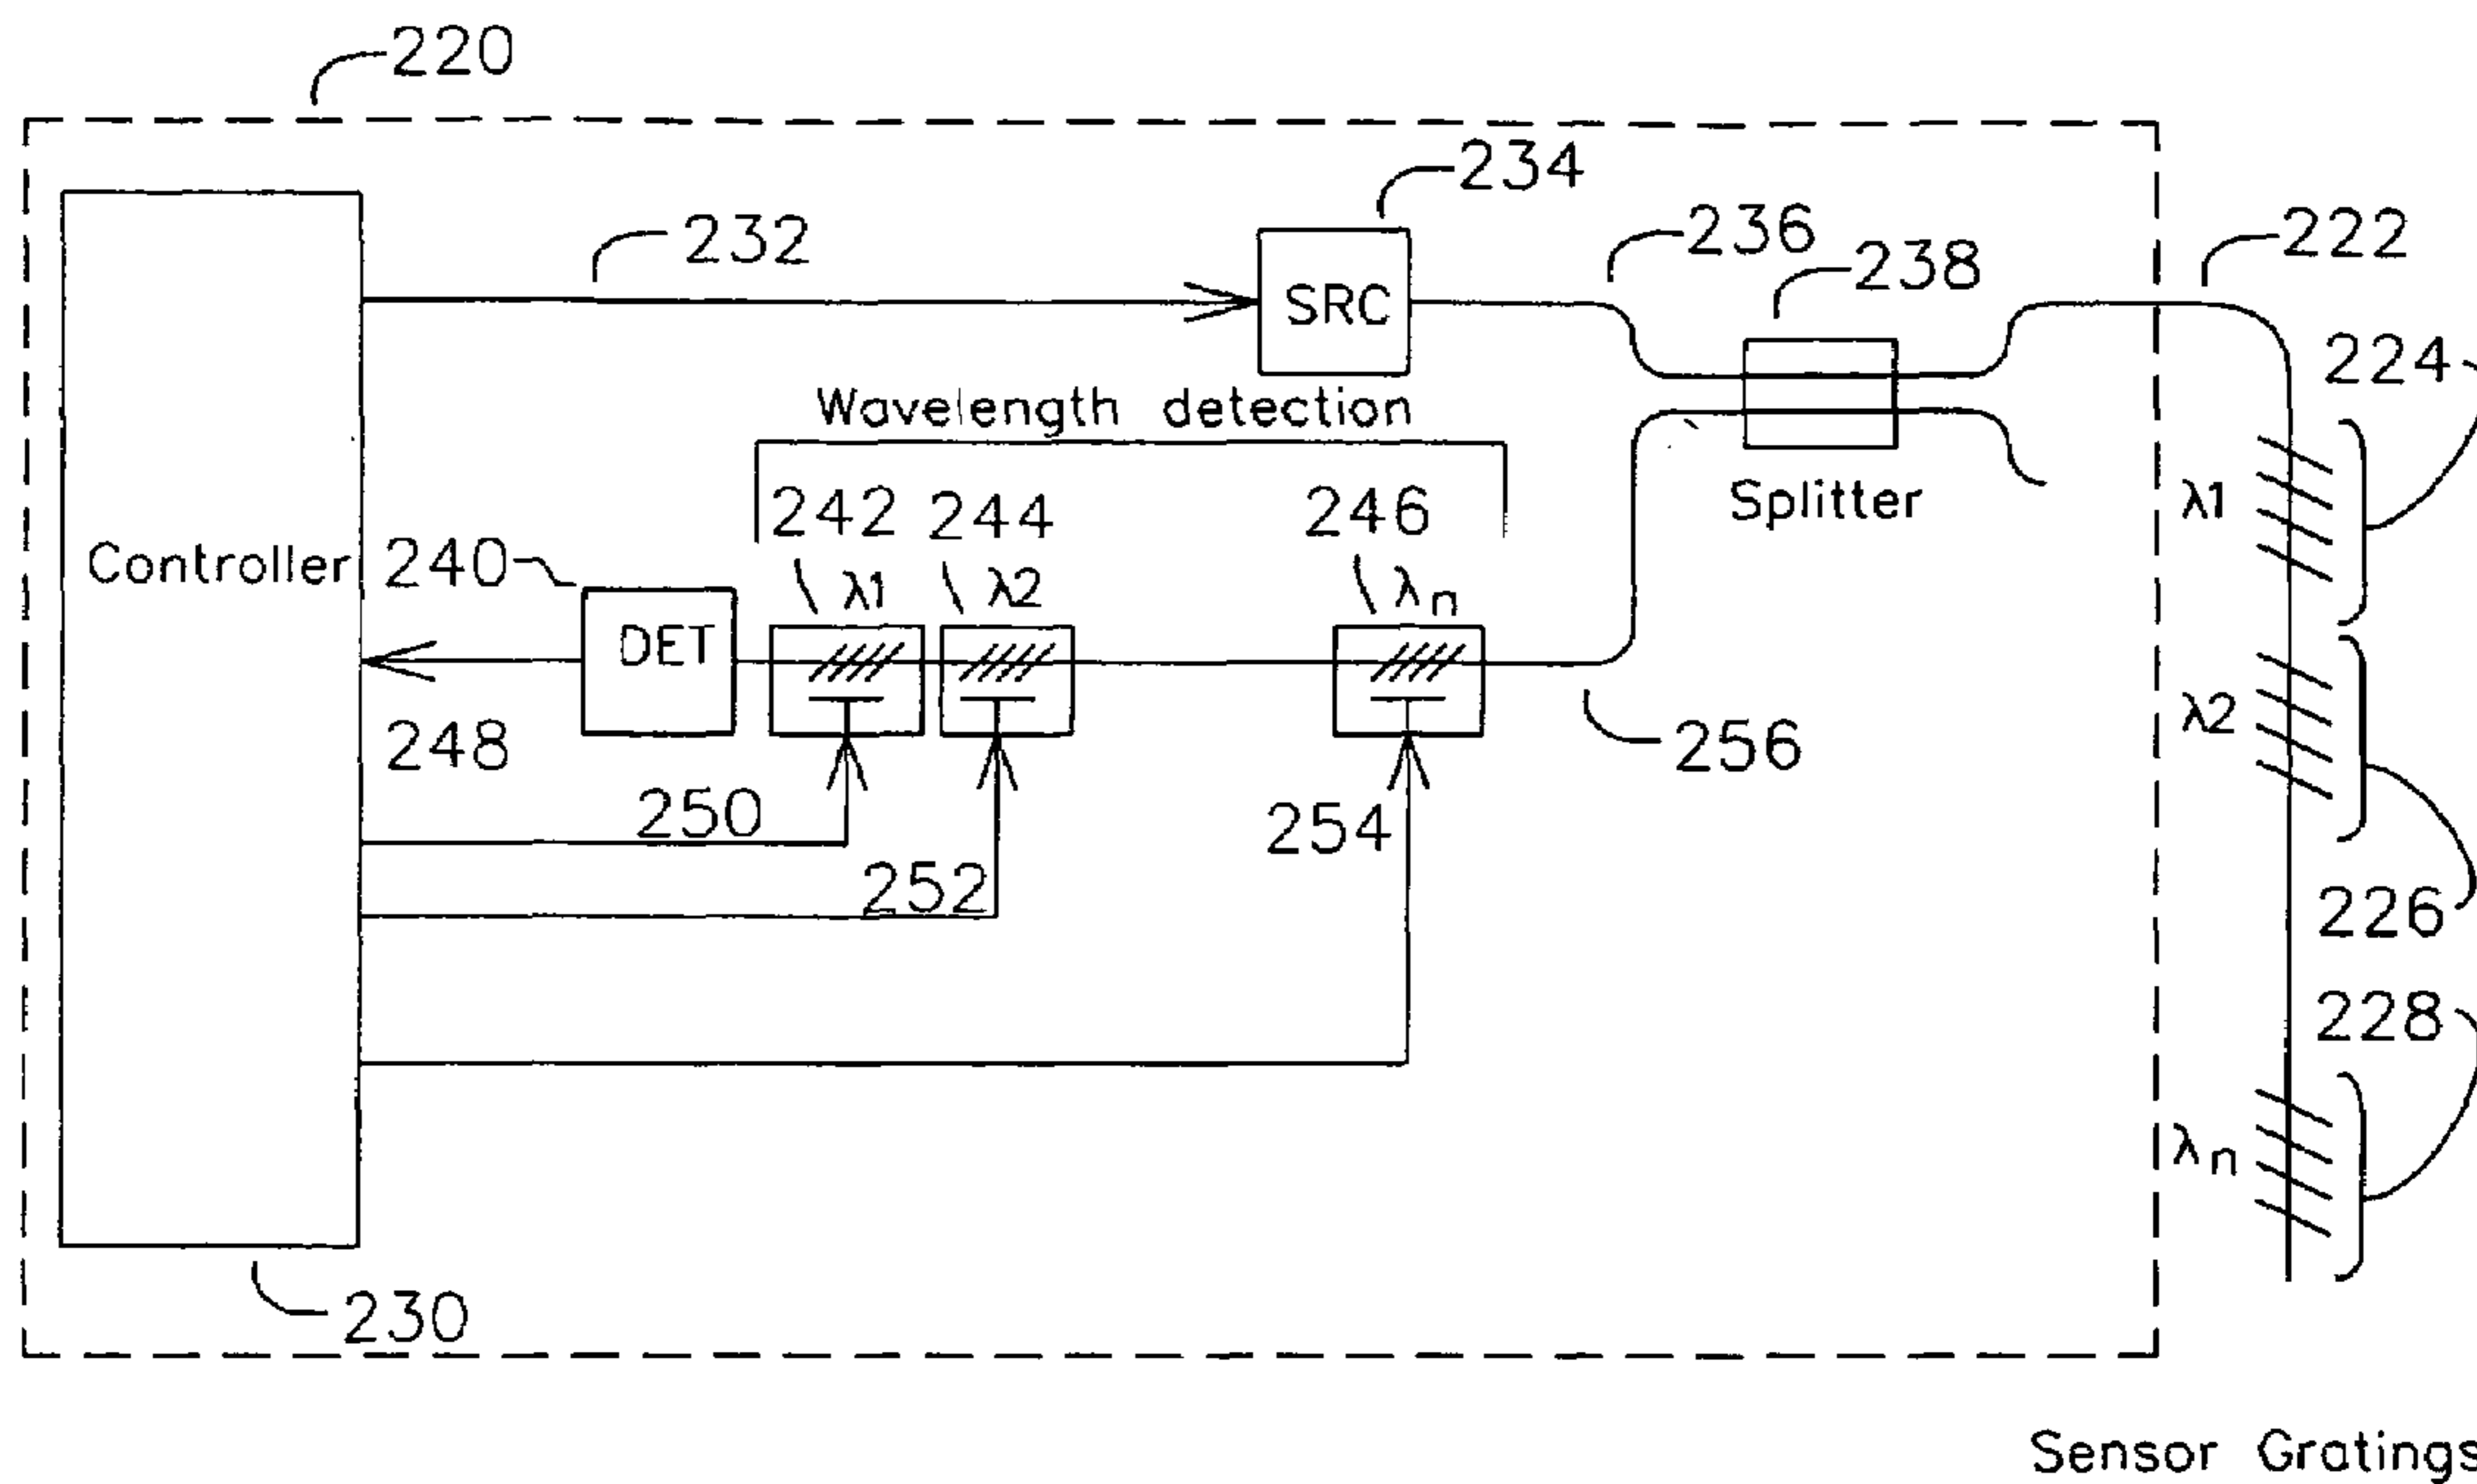 220
234
232
236
238
222
SRC
224
Wavelength detection
242
244
246
Splitter
λ1
Controller
240
λ1
λ2
λn
DET
λ2
248
256
250
254
252
226
228
λn
230
Sensor Gratings